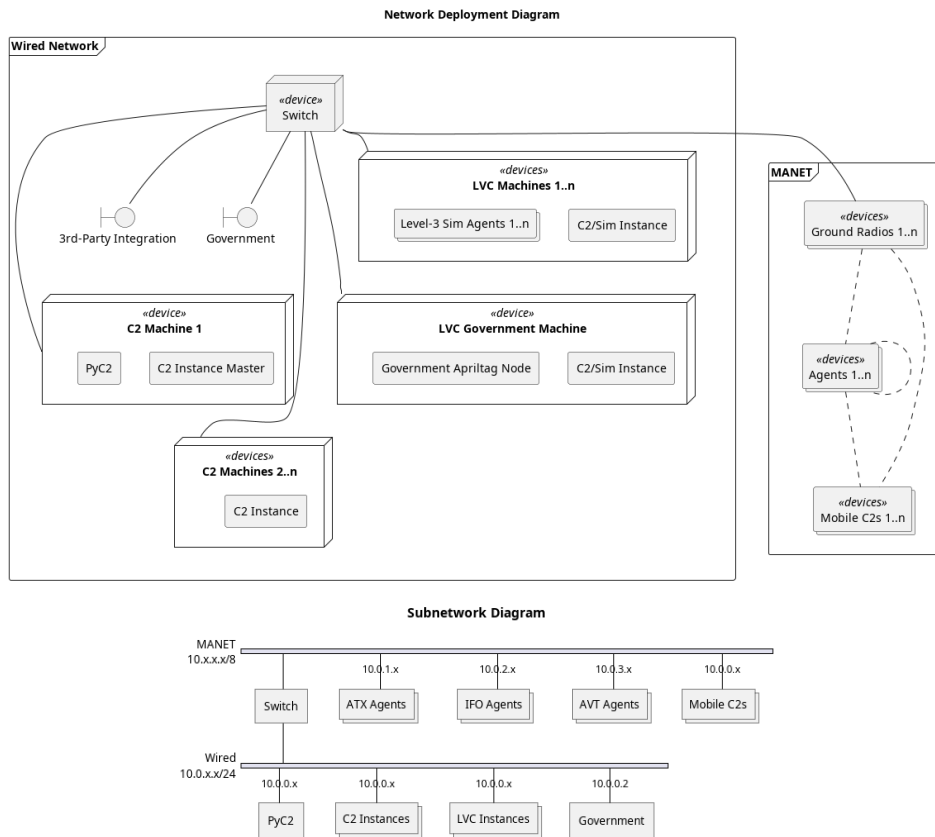 Network Deployment Diagram
Wired Network
«device»
Switch
«devices»
LVC Machines 1..n
Level-3 Sim Agents 1..n
C2/Sim Instance
MANET
«devices»
Ground Radios 1..n
3rd-Party Integration
Government
«device»
C2 Machine 1
PyC2
C2 Instance Master
«device»
LVC Government Machine
Government Apriltag Node
C2/Sim Instance
«devices»
Agents 1..n
«devices»
C2 Machines 2..n
C2 Instance
«devices»
Mobile C2s 1..n
Subnetwork Diagram
MANET
10.x.x.x/8
10.0.1.x
10.0.2.x
10.0.3.x
10.0.0.x
Switch
ATX Agents
IFO Agents
AVT Agents
Mobile C2s
Wired
10.0.x.x/24
10.0.0.x
10.0.0.x
10.0.0.x
10.0.0.2
PyC2
C2 Instances
LVC Instances
Government